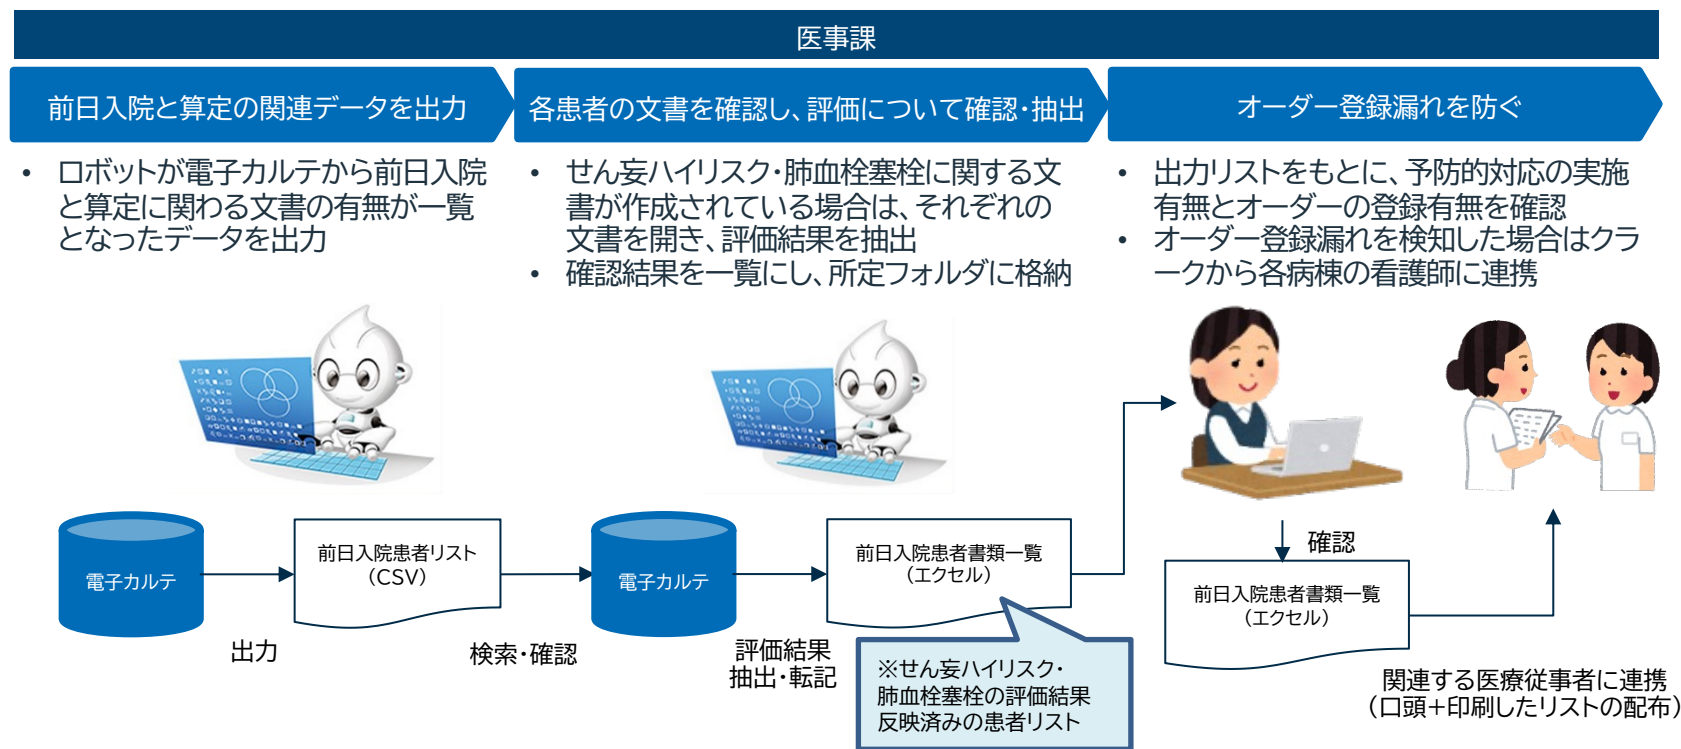 医事課
前日入院と算定の関連データを出力
各患者の文書を確認し、評価について確認・抽出
オーダー登録漏れを防ぐ
• ロボットが電子カルテから前日入院
と算定に関わる文書の有無が一覧
となったデータを出力
• せん妄ハイリスク・肺血栓塞栓に関する文
書が作成されている場合は、それぞれの
文書を開き、評価結果を抽出
• 確認結果を一覧にし、所定フォルダに格納
• 出力リストをもとに、予防的対応の実施
有無とオーダーの登録有無を確認
• オーダー登録漏れを検知した場合はクラ
ークから各病棟の看護師に連携
電子カルテ
出力
前日入院患者リスト
（CSV）
検索・確認
電子カルテ
評価結果
抽出・転記
前日入院患者書類一覧
（エクセル）
※せん妄ハイリスク・
肺血栓塞栓の評価結果
反映済みの患者リスト
確認
前日入院患者書類一覧
（エクセル）
関連する医療従事者に連携
（口頭＋印刷したリストの配布）